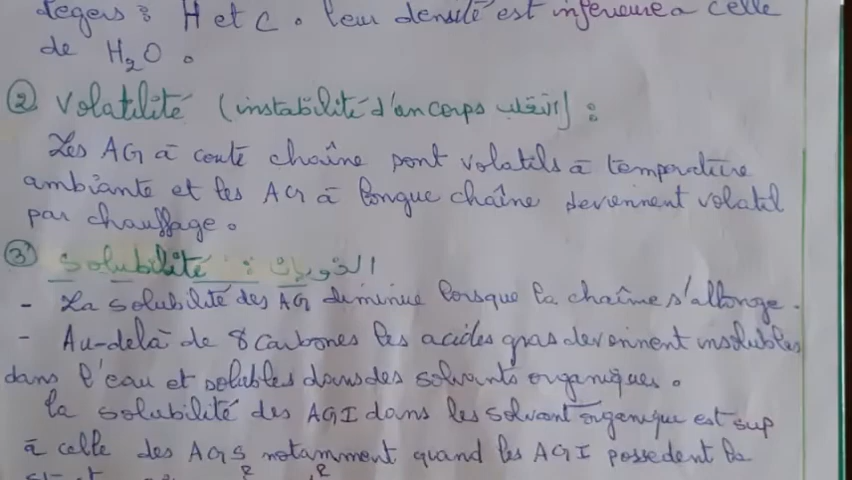 légers : H et C. leur densité est inférieure à celle
de H₂O.
② Volatilité (instabilité d'un corps التقلب) :
Les AG à coute chaîne sont volatils à température
ambiante et les AG à longue chaîne deviennent volatil
par chauffage.
③ Solubilité : الذوبان
- La solubilité des AG diminue lorsque la chaîne s'allonge.
- Au-delà de 8 carbones les acides gras deviennent insolubles
dans l'eau et solubles dans des solvants organiques.
la solubilité des AGI dans les solvant organique est sup
à celle des AGS notamment quand les AGI possedent la